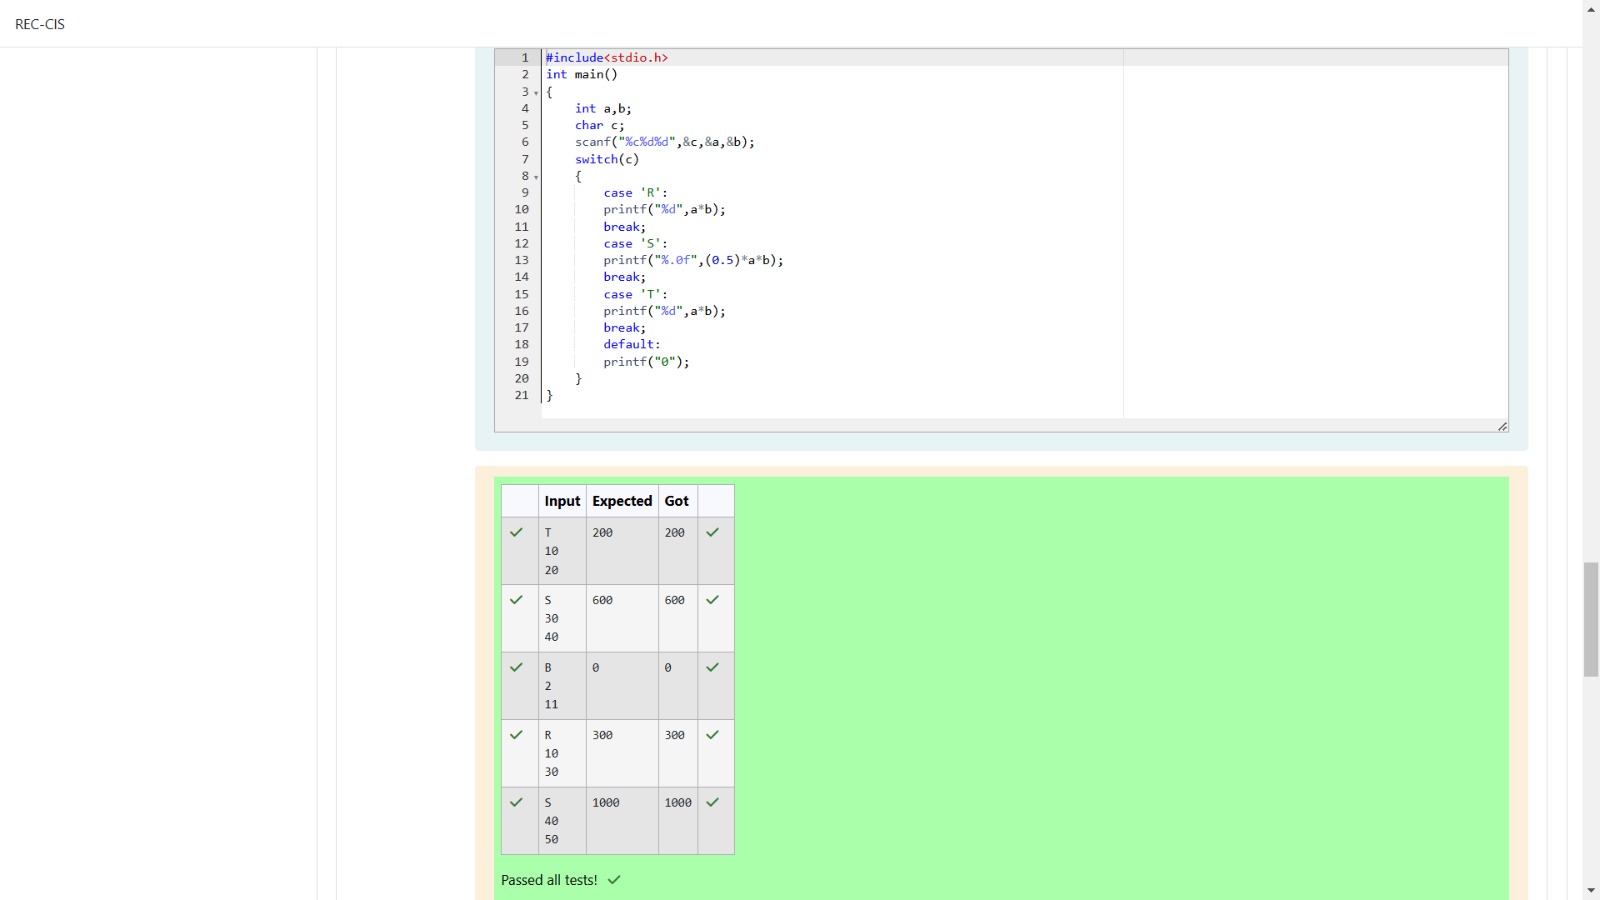 REC-CIS
1 #include<stdio.h>
2 int main()
3 {
4     int a,b;
5     char c;
6     scanf("%c%d%d",&c,&a,&b);
7     switch(c)
8     {
9         case 'R':
10         printf("%d",a*b);
11         break;
12         case 'S':
13         printf("%.0f",(0.5)*a*b);
14         break;
15         case 'T':
16         printf("%d",a*b);
17         break;
18         default:
19         printf("0");
20     }
21 }
Input Expected Got
T 200 200
10
20
S 600 600
30
40
B 0 0
2
11
R 300 300
10
30
S 1000 1000
40
50
Passed all tests!